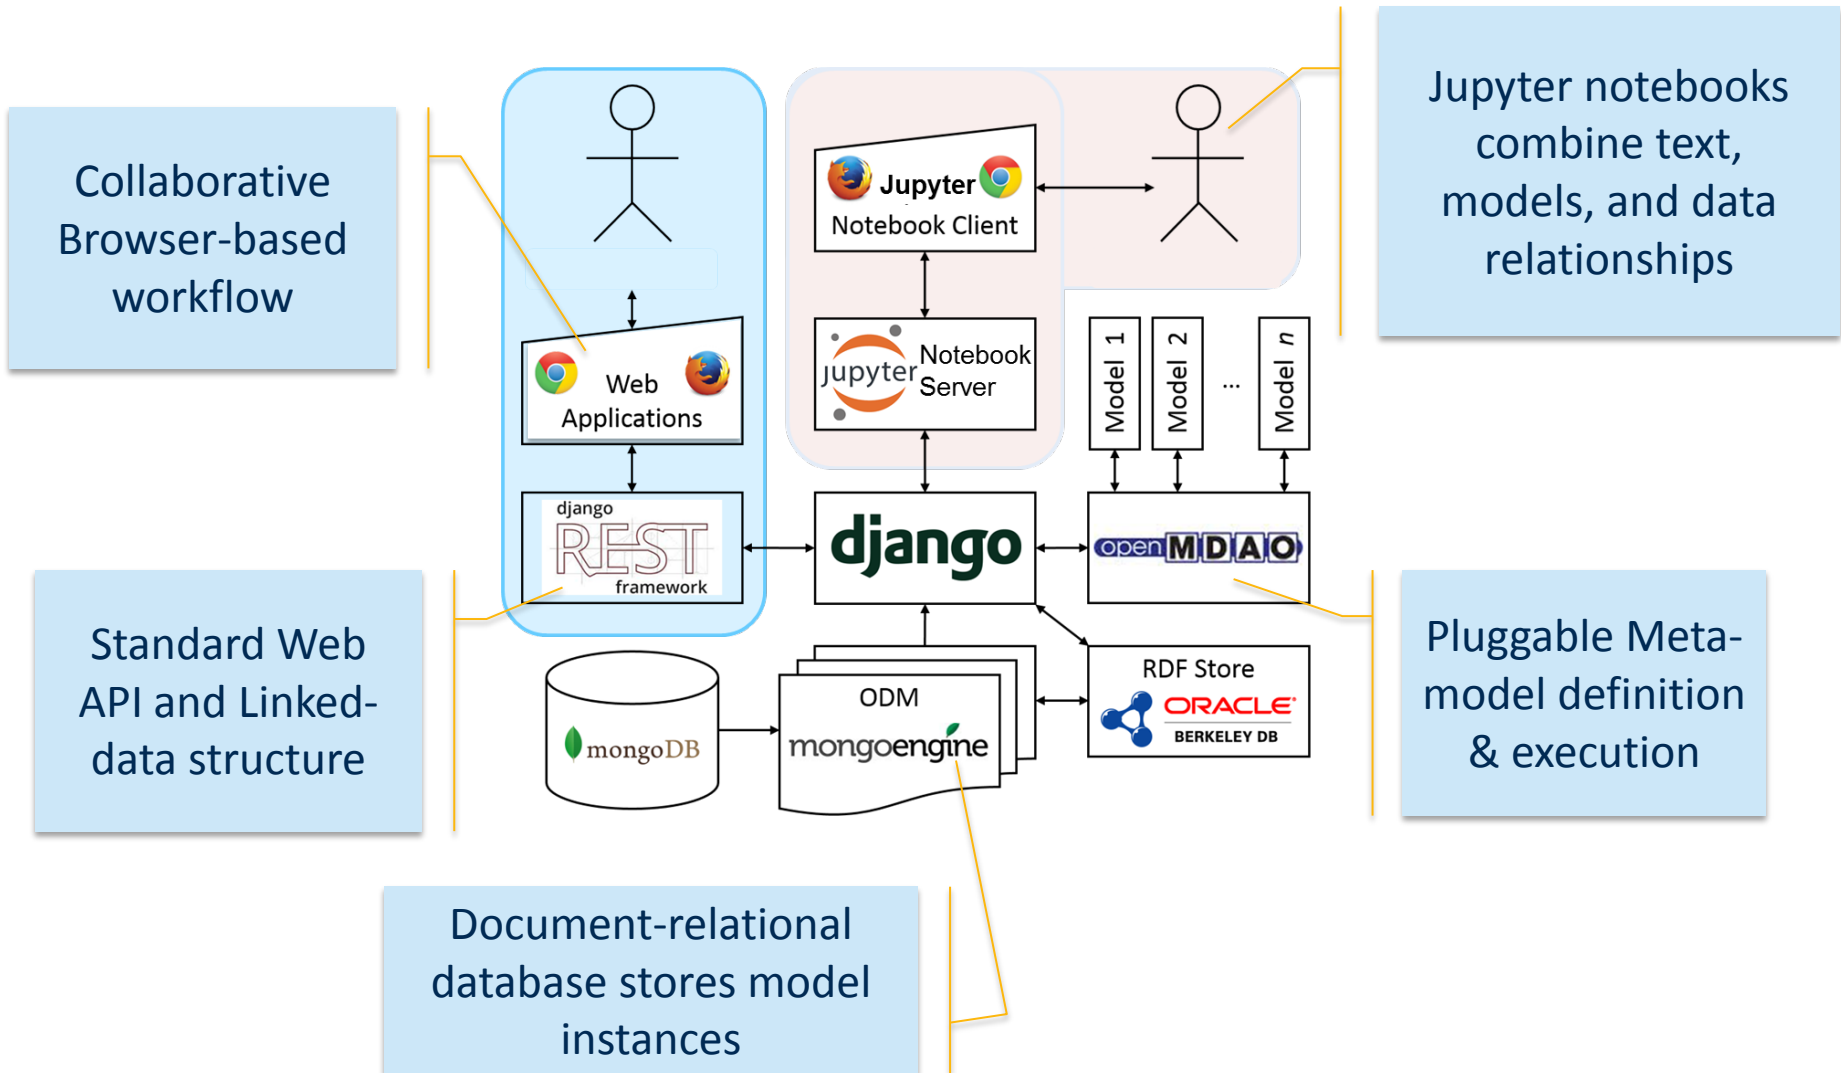 Collaborative
Browser-based
workflow
Jupyter
Notebook Client
Jupyter notebooks
combine text,
models, and data
relationships
Web
Applications
jupyter
Notebook
Server
Model 1
Model 2
...
Model n
django
REST
framework
django
openMDAO
Standard Web
API and Linked-
data structure
mongoDB
ODM
mongoengine
RDF Store
ORACLE®
BERKELEY DB
Pluggable Meta-
model definition
& execution
Document-relational
database stores model
instances